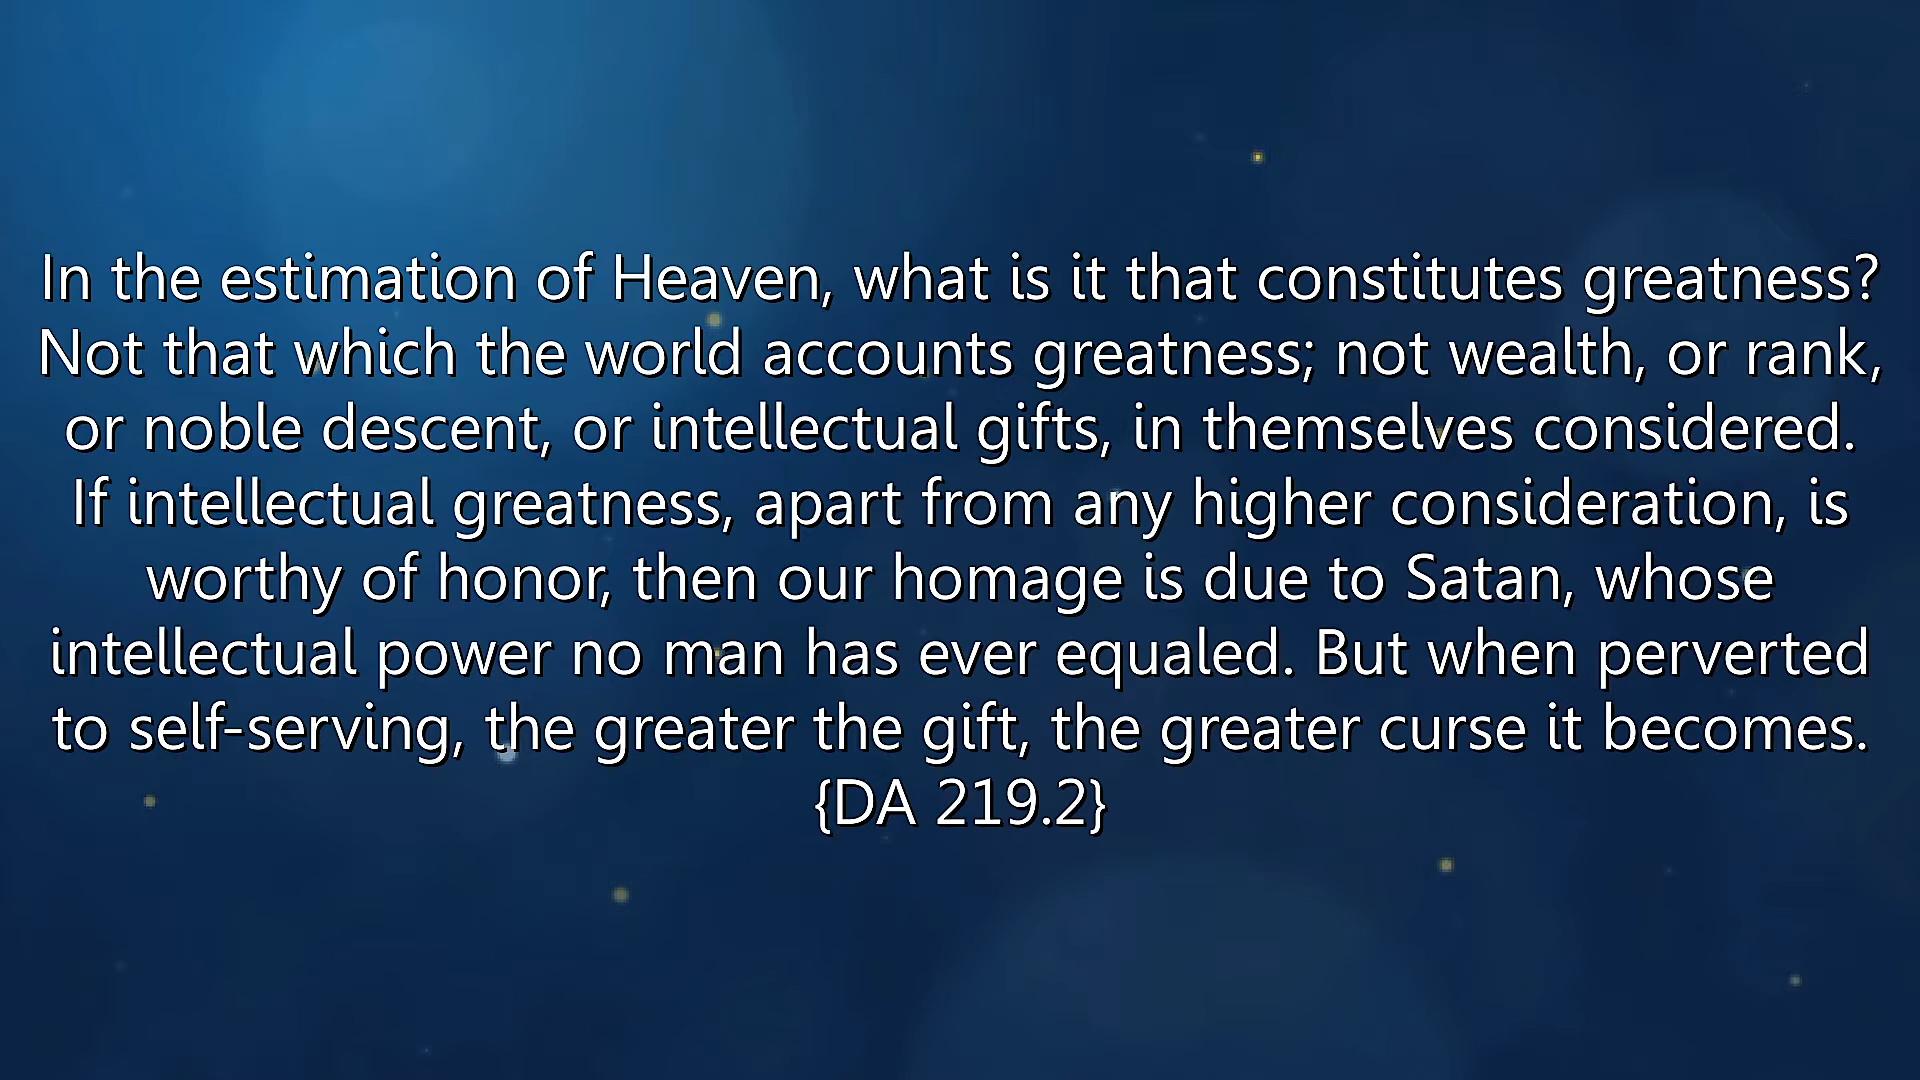 In the estimation of Heaven, what is it that constitutes greatness?
Not that which the world accounts greatness; not wealth, or rank,
or noble descent, or intellectual gifts, in themselves considered.
If intellectual greatness, apart from any higher consideration, is
worthy of honor, then our homage is due to Satan, whose
intellectual power no man has ever equaled. But when perverted
to self-serving, the greater the gift, the greater curse it becomes.
{DA 219.2}